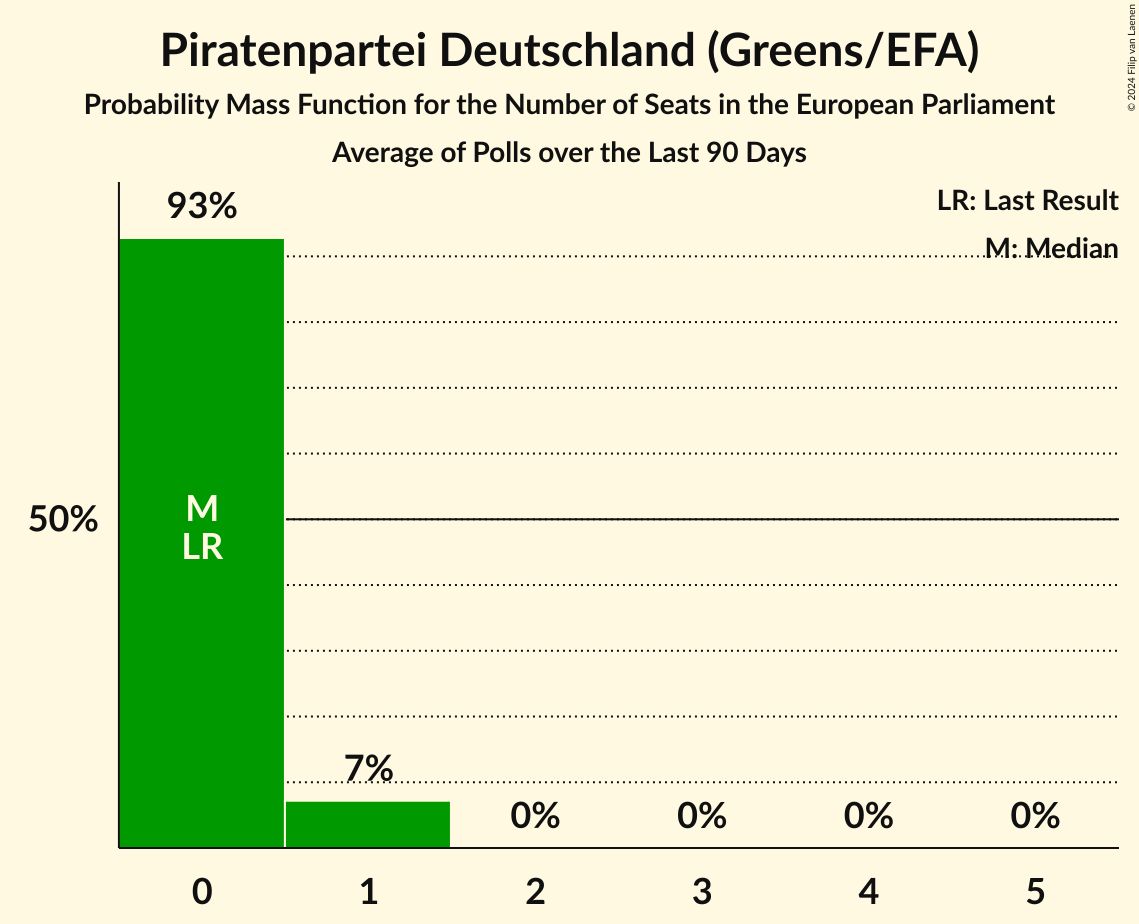 Piratenpartei Deutschland (Greens/EFA)
Probability Mass Function for the Number of Seats in the European Parliament
Average of Polls over the Last 90 Days
© 2024 Filip van Laenen
LR: Last Result
M: Median
93%
50%
M
LR
7%
0%
0%
0%
0%
0
1
2
3
4
5